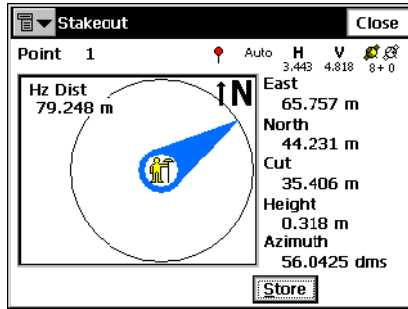 Stakeout Close
Point 1 Auto H V
3.443 4.818 8+0
Hz Dist
79.248 m
N
East
65.757 m
North
44.231 m
Cut
35.406 m
Height
0.318 m
Azimuth
56.0425 dms
Store